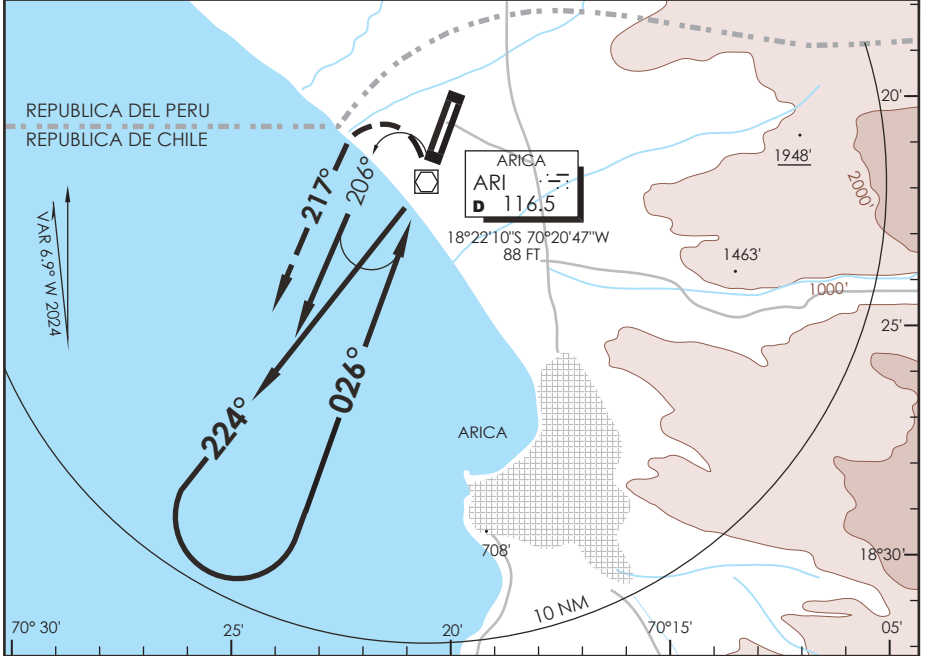 REPUBLICA DEL PERU
REPUBLICA DE CHILE
20'
1948'
2000'
ARICA
ARI
D 116.5
18°22'10"S 70°20'47"W
88 FT
217°
206°
VAR 6.9° W 2024
1463'
1000'
25'
026°
224°
ARICA
708'
18°30'
10 NM
70° 30'
25'
20'
70°15'
05'